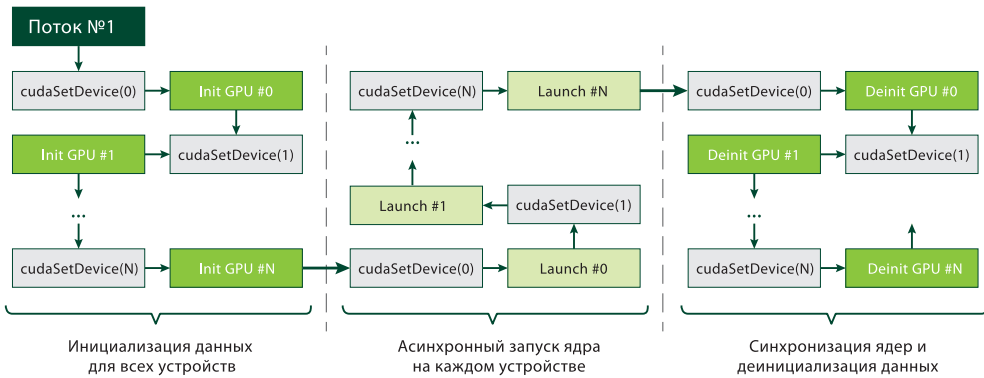 Поток №1
cudaSetDevice(0)
Init GPU #0
Init GPU #1
cudaSetDevice(1)
...
cudaSetDevice(N)
Init GPU #N
Инициализация данных
для всех устройств
cudaSetDevice(N)
Launch #N
...
Launch #1
cudaSetDevice(1)
cudaSetDevice(0)
Launch #0
Асинхронный запуск ядра
на каждом устройстве
cudaSetDevice(0)
Deinit GPU #0
Deinit GPU #1
cudaSetDevice(1)
...
cudaSetDevice(N)
Deinit GPU #N
Синхронизация ядер и
деинициализация данных